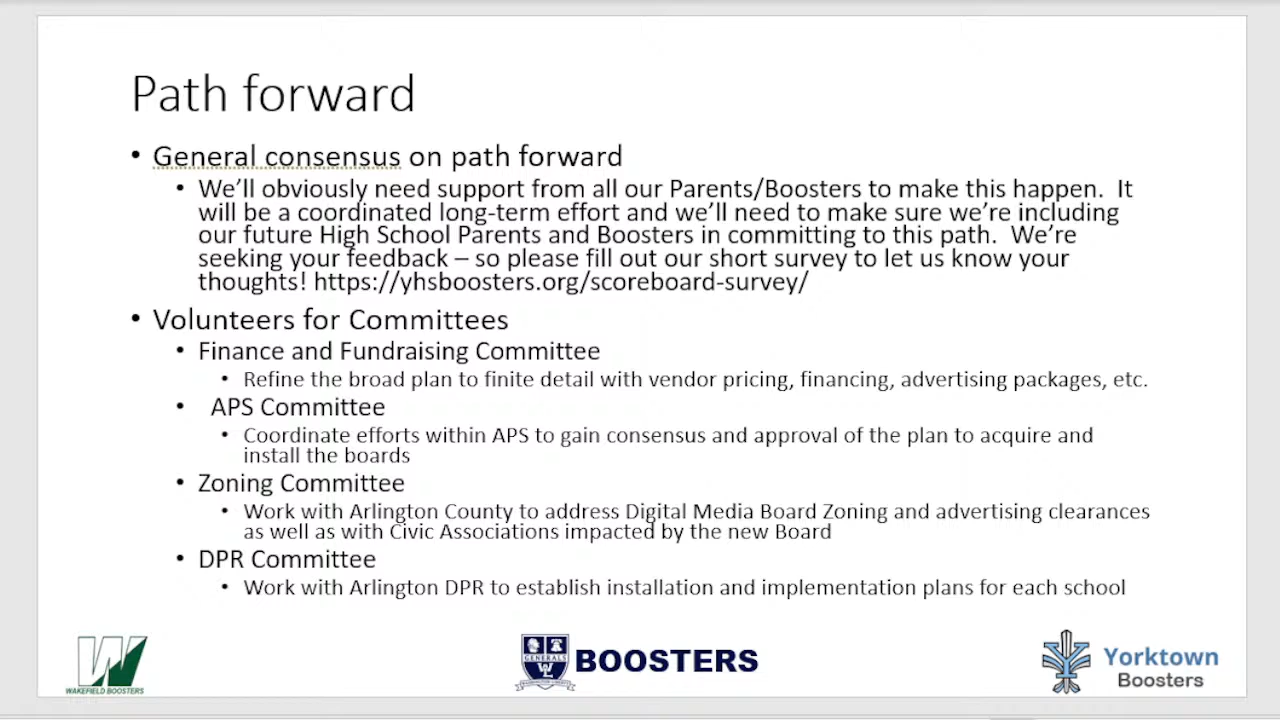 Path forward
• General consensus on path forward
• We’ll obviously need support from all our Parents/Boosters to make this happen.  It
will be a coordinated long-term effort and we’ll need to make sure we’re including
our future High School Parents and Boosters in committing to this path.  We’re
seeking your feedback – so please fill out our short survey to let us know your
thoughts! https://yhsboosters.org/scoreboard-survey/
• Volunteers for Committees
• Finance and Fundraising Committee
• Refine the broad plan to finite detail with vendor pricing, financing, advertising packages, etc.
• APS Committee
• Coordinate efforts within APS to gain consensus and approval of the plan to acquire and
install the boards
• Zoning Committee
• Work with Arlington County to address Digital Media Board Zoning and advertising clearances
as well as with Civic Associations impacted by the new Board
• DPR Committee
• Work with Arlington DPR to establish installation and implementation plans for each school
W
WAKEFIELD BOOSTERS
GENERALS
W L
BOOSTERS
Yorktown
Boosters